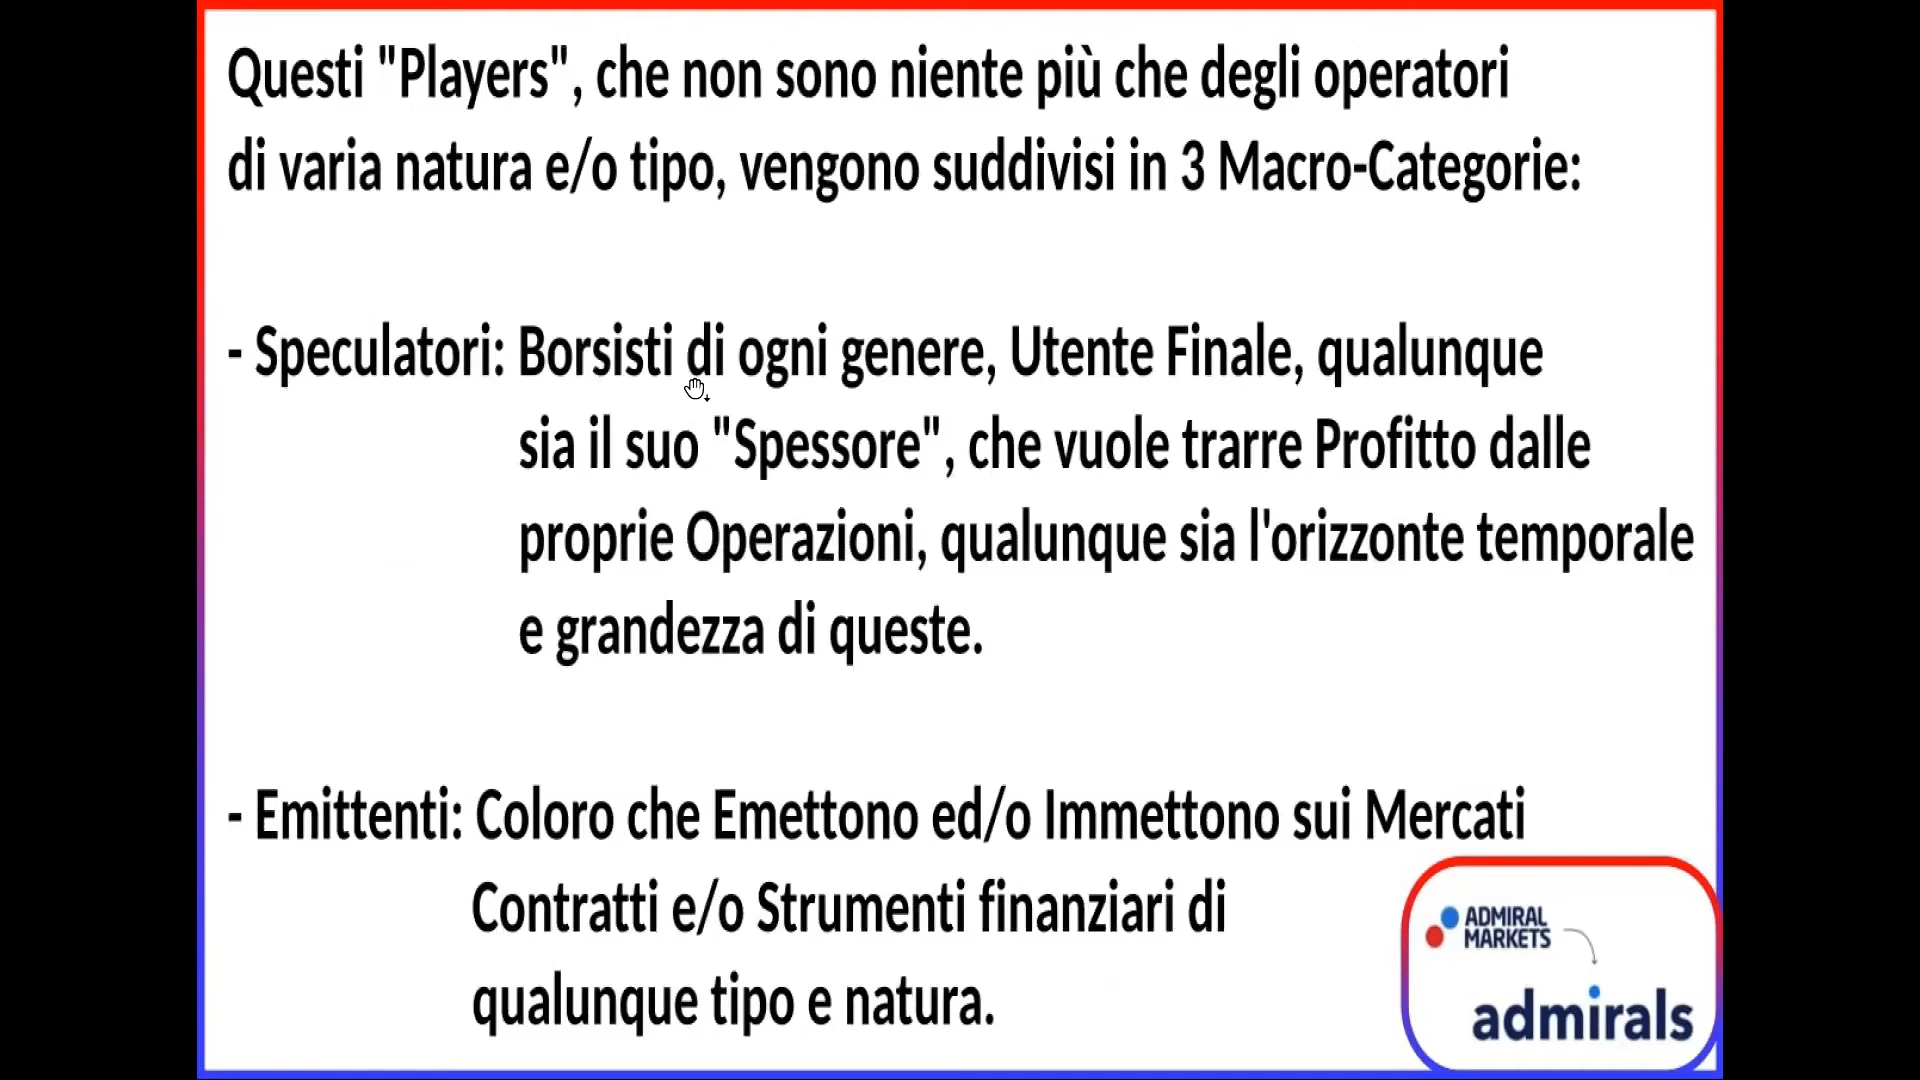 Questi "Players", che non sono niente più che degli operatori
di varia natura e/o tipo, vengono suddivisi in 3 Macro-Categorie:
- Speculatori: Borsisti di ogni genere, Utente Finale, qualunque
sia il suo "Spessore", che vuole trarre Profitto dalle
proprie Operazioni, qualunque sia l'orizzonte temporale
e grandezza di queste.
- Emittenti: Coloro che Emettono ed/o Immettono sui Mercati
Contratti e/o Strumenti finanziari di
qualunque tipo e natura.
ADMIRAL
MARKETS
admirals